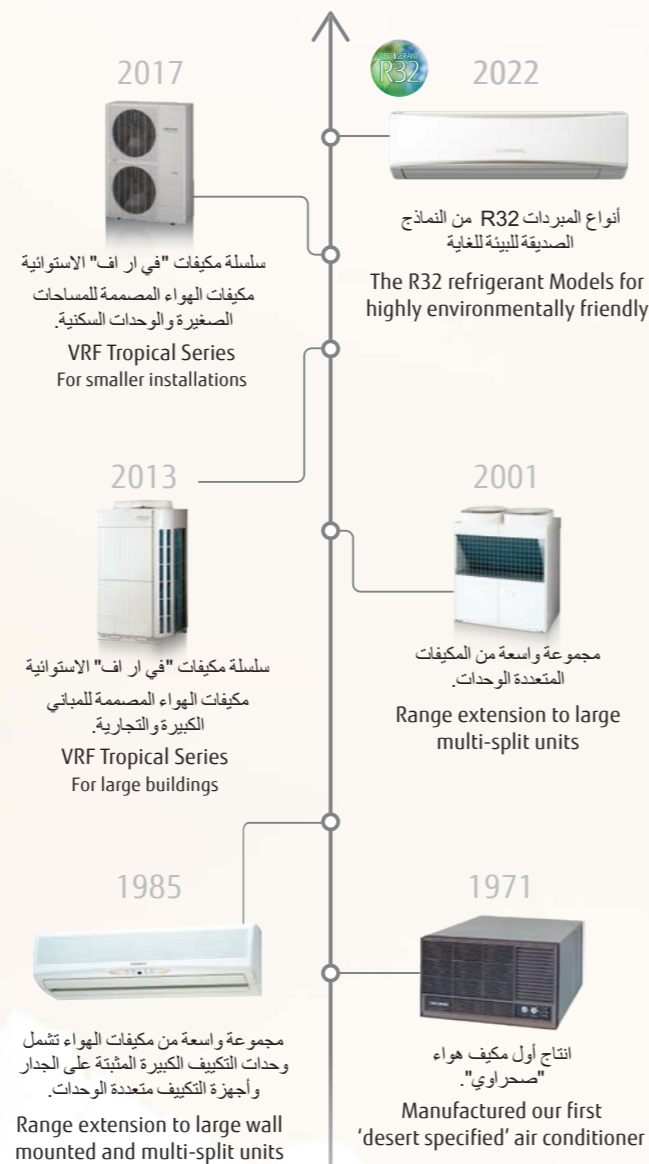 2017
سلسلة مكيفات "في ار اف" الاستوائية
مكيفات الهواء المصممة للمساحات
الصغيرة والوحدات السكنية.
VRF Tropical Series
For smaller installations
REFRIGERANT
R32
2022
أنواع المبردات R32 من النماذج
الصديقة للبيئة للغاية
The R32 refrigerant Models for
highly environmentally friendly
2013
سلسلة مكيفات "في ار اف" الاستوائية
مكيفات الهواء المصممة للمباني
الكبيرة والتجارية.
VRF Tropical Series
For large buildings
2001
مجموعة واسعة من المكيفات
المتعددة الوحدات.
Range extension to large
multi-split units
1985
مجموعة واسعة من مكيفات الهواء تشمل
وحدات التكييف الكبيرة المثبتة على الجدار
وأجهزة التكييف متعددة الوحدات.
Range extension to large wall
mounted and multi-split units
1971
انتاج أول مكيف هواء
"صحراوي".
Manufactured our first
‘desert specified’ air conditioner